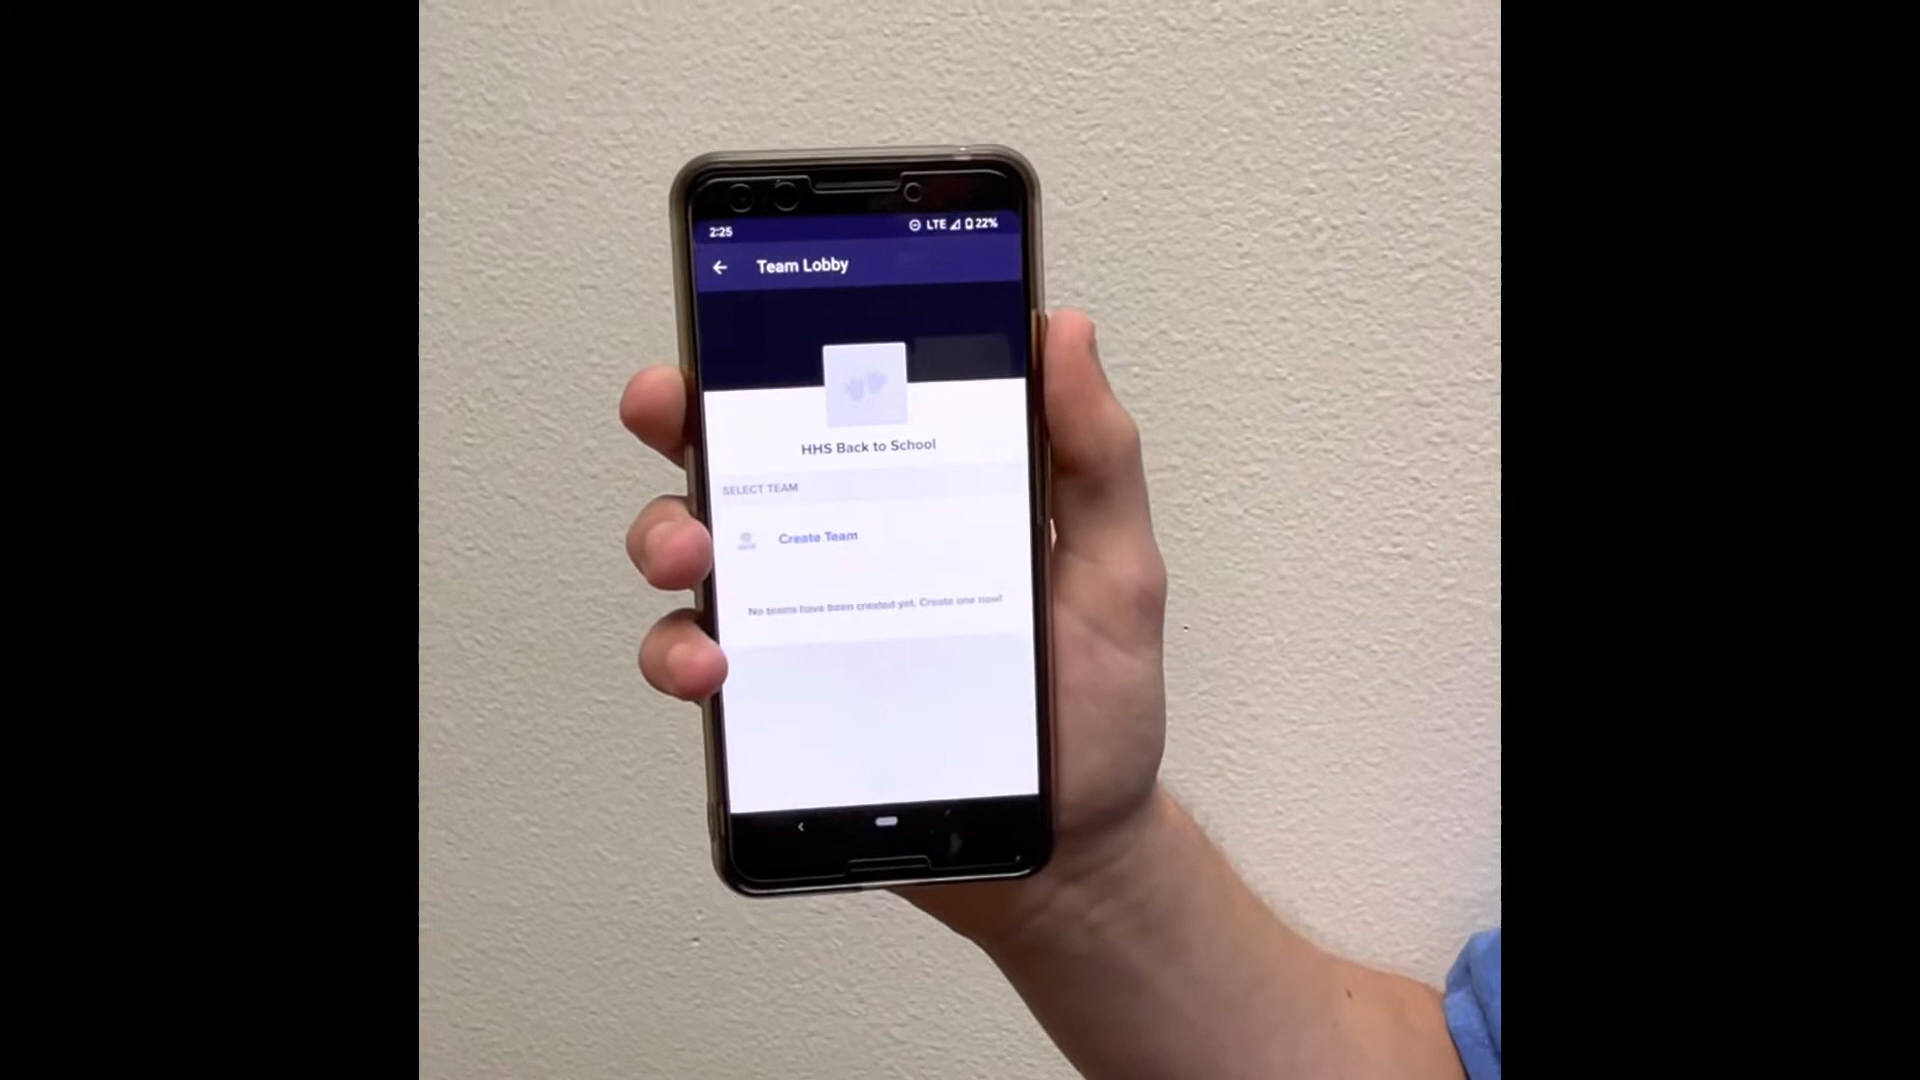 2:25 LTE 22%
Team Lobby
HHS Back to School
SELECT TEAM
Create Team
No teams have been created yet. Create one now!